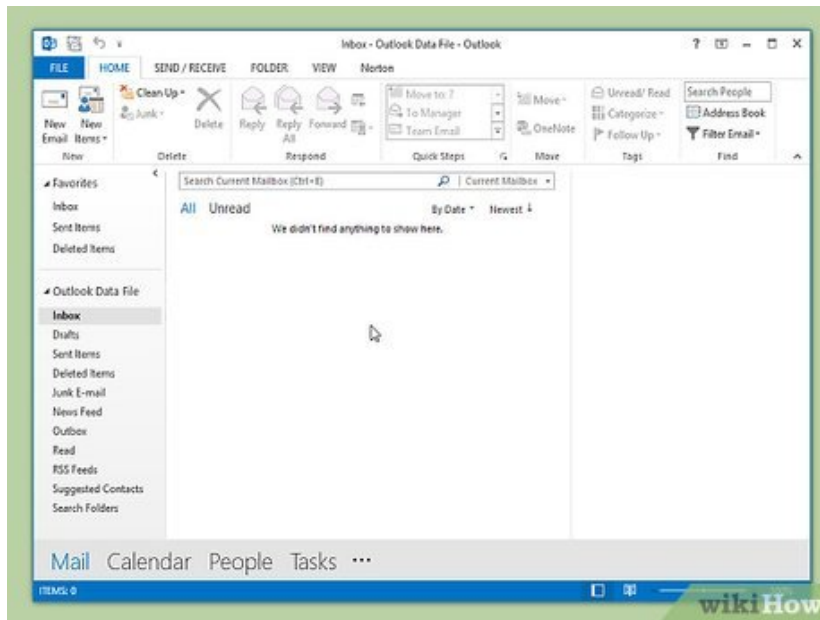 Inbox - Outlook Data File - Outlook
FILE HOME SEND / RECEIVE FOLDER VIEW Norton
New Email
New Items
Clean Up
Junk
Delete
Reply
Reply All
Forward
Move to: ?
To Manager
Team Email
Move
OneNote
Unread/ Read
Categorize
Follow Up
Search People
Address Book
Filter Email
New Delete Respond Quick Steps Move Tags Find
Favorites
Inbox
Sent Items
Deleted Items
Outlook Data File
Inbox
Drafts
Sent Items
Deleted Items
Junk E-mail
News Feed
Outbox
Read
RSS Feeds
Suggested Contacts
Search Folders
Search Current Mailbox (Ctrl+E) Current Mailbox
All Unread By Date Newest
We didn't find anything to show here.
Mail Calendar People Tasks ···
ITEMS: 0
wikiHow